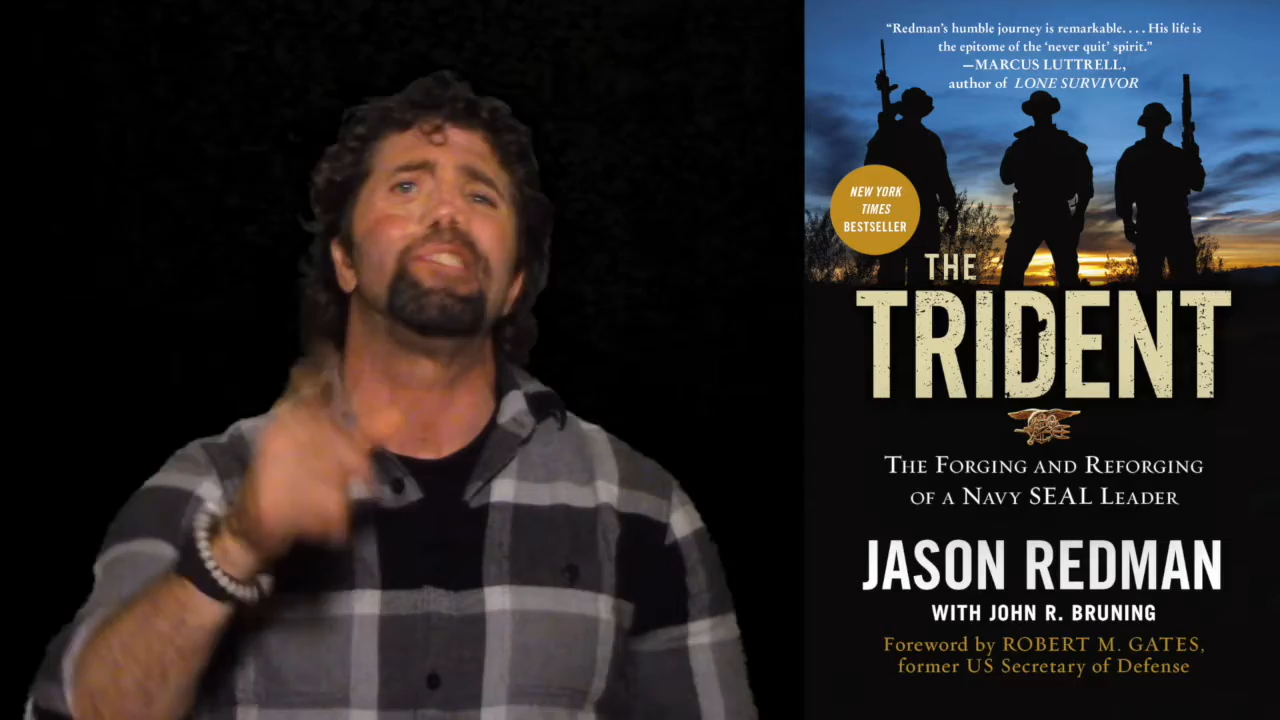 “Redman’s humble journey is remarkable. . . . His life is
the epitome of the ‘never quit’ spirit.”
—MARCUS LUTTRELL,
author of LONE SURVIVOR
NEW YORK
TIMES
BESTSELLER
THE
TRIDENT
THE FORGING AND REFORGING
OF A NAVY SEAL LEADER
JASON REDMAN
WITH JOHN R. BRUNING
Foreword by ROBERT M. GATES,
former US Secretary of Defense